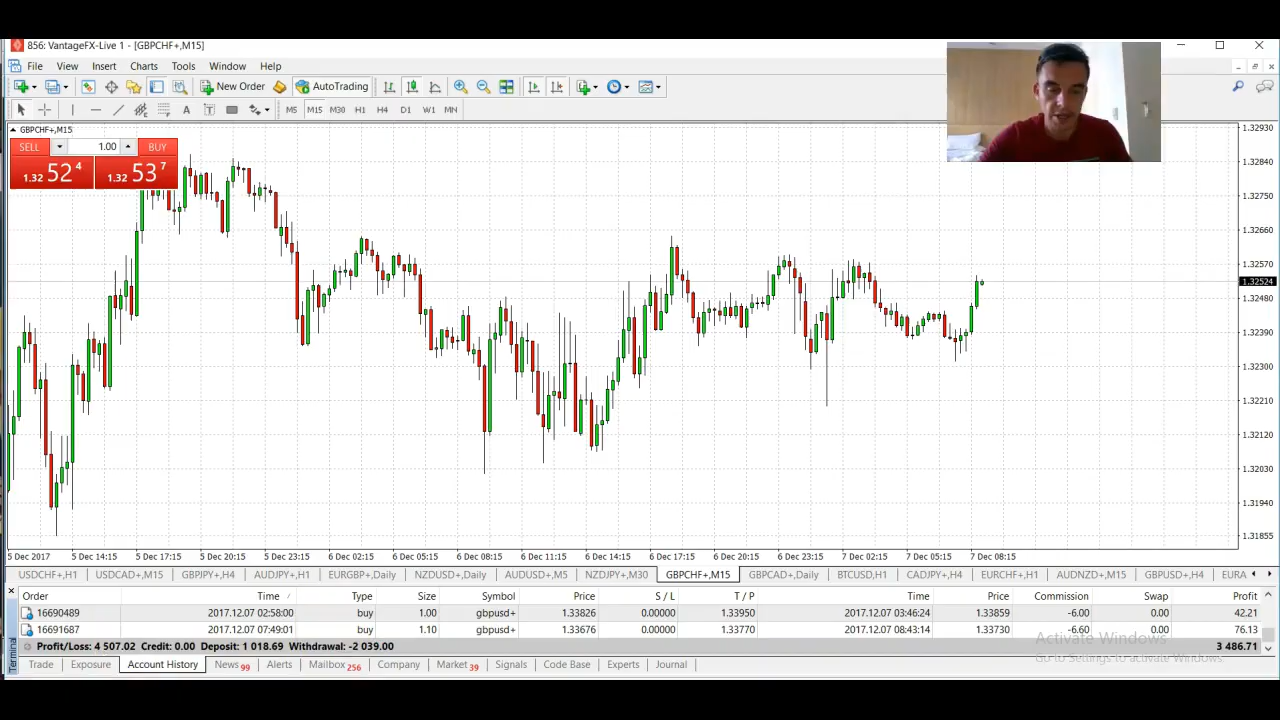 856: VantageFX-Live 1 - [GBPCHF+,M15]
File View Insert Charts Tools Window Help
New Order AutoTrading
M5 M15 M30 H1 H4 D1 W1 MN
GBPCHF+,M15
SELL 1.00 BUY
1.32 52 4 1.32 53 7
1.32930
1.32840
1.32750
1.32660
1.32570
1.32524
1.32480
1.32390
1.32300
1.32210
1.32120
1.32030
1.31940
1.31855
5 Dec 2017 5 Dec 14:15 5 Dec 17:15 5 Dec 20:15 5 Dec 23:15 6 Dec 02:15 6 Dec 05:15 6 Dec 08:15 6 Dec 11:15 6 Dec 14:15 6 Dec 17:15 6 Dec 20:15 6 Dec 23:15 7 Dec 02:15 7 Dec 05:15 7 Dec 08:15
USDCHF+,H1 USDCAD+,M15 GBPJPY+,H4 AUDJPY+,H1 EURGBP+,Daily NZDUSD+,Daily AUDUSD+,M5 NZDJPY+,M30 GBPCHF+,M15 GBPCAD+,Daily BTCUSD,H1 CADJPY+,H4 EURCHF+,H1 AUDNZD+,M15 GBPUSD+,H4 EURA
Order Time Type Size Symbol Price S / L T / P Time Price Commission Swap Profit
16690489 2017.12.07 02:58:00 buy 1.00 gbpusd+ 1.33826 0.00000 1.3950 2017.12.07 03:46:24 1.33859 -6.00 0.00 42.21
16691687 2017.12.07 07:49:01 buy 1.10 gbpusd+ 1.33676 0.00000 1.33770 2017.12.07 08:43:14 1.33730 -6.60 0.00 76.13
Profit/Loss: 4 507.02 Credit: 0.00 Deposit: 1 018.69 Withdrawal: -2 039.00 3 486.71
Activate Windows
Go to Settings to activate Windows.
Terminal
Trade Exposure Account History News 99 Alerts Mailbox 256 Company Market 39 Signals Code Base Experts Journal